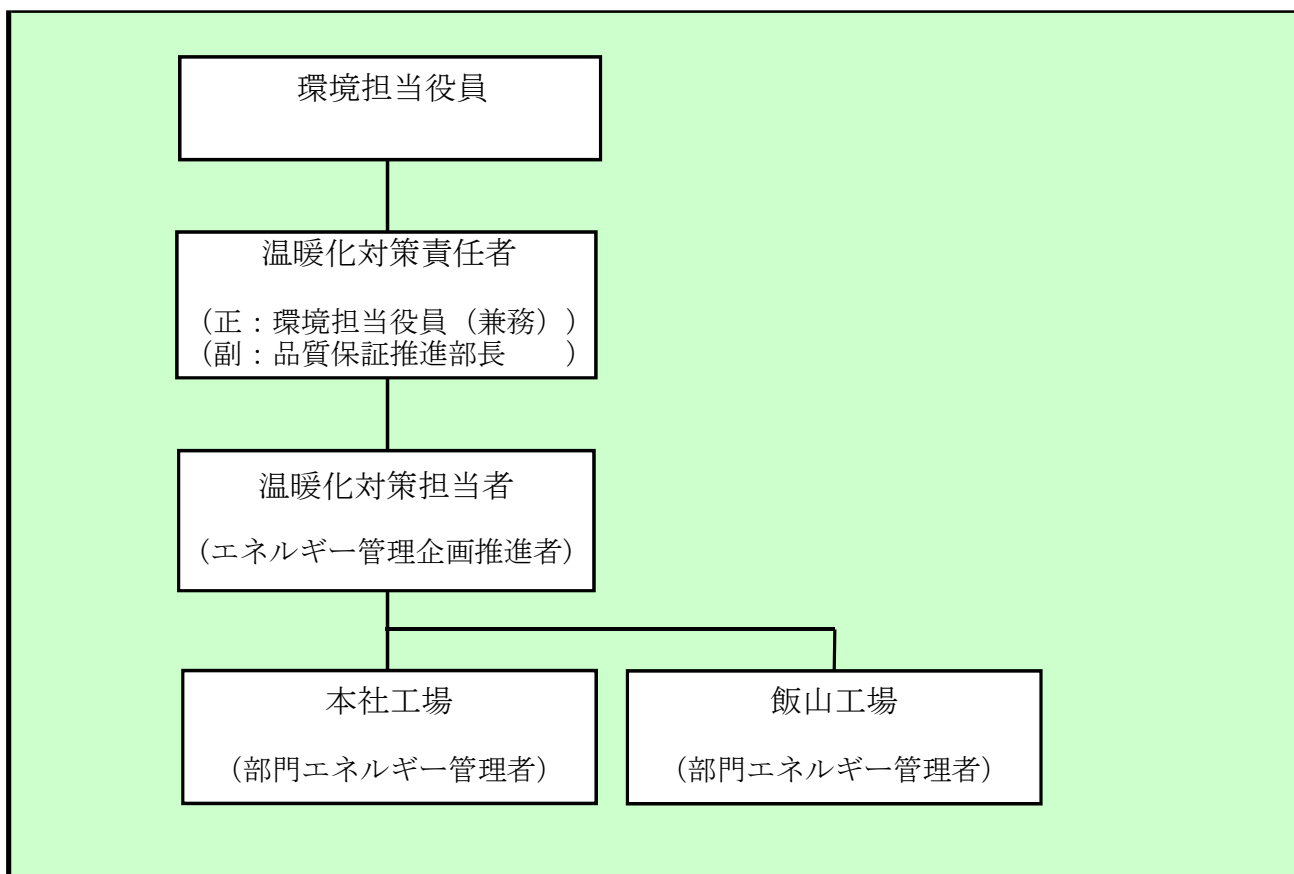 環境担当役員
温暖化対策責任者
（正：環境担当役員（兼務））
（副：品質保証推進部長　　）
温暖化対策担当者
（エネルギー管理企画推進者）
本社工場
（部門エネルギー管理者）
飯山工場
（部門エネルギー管理者）